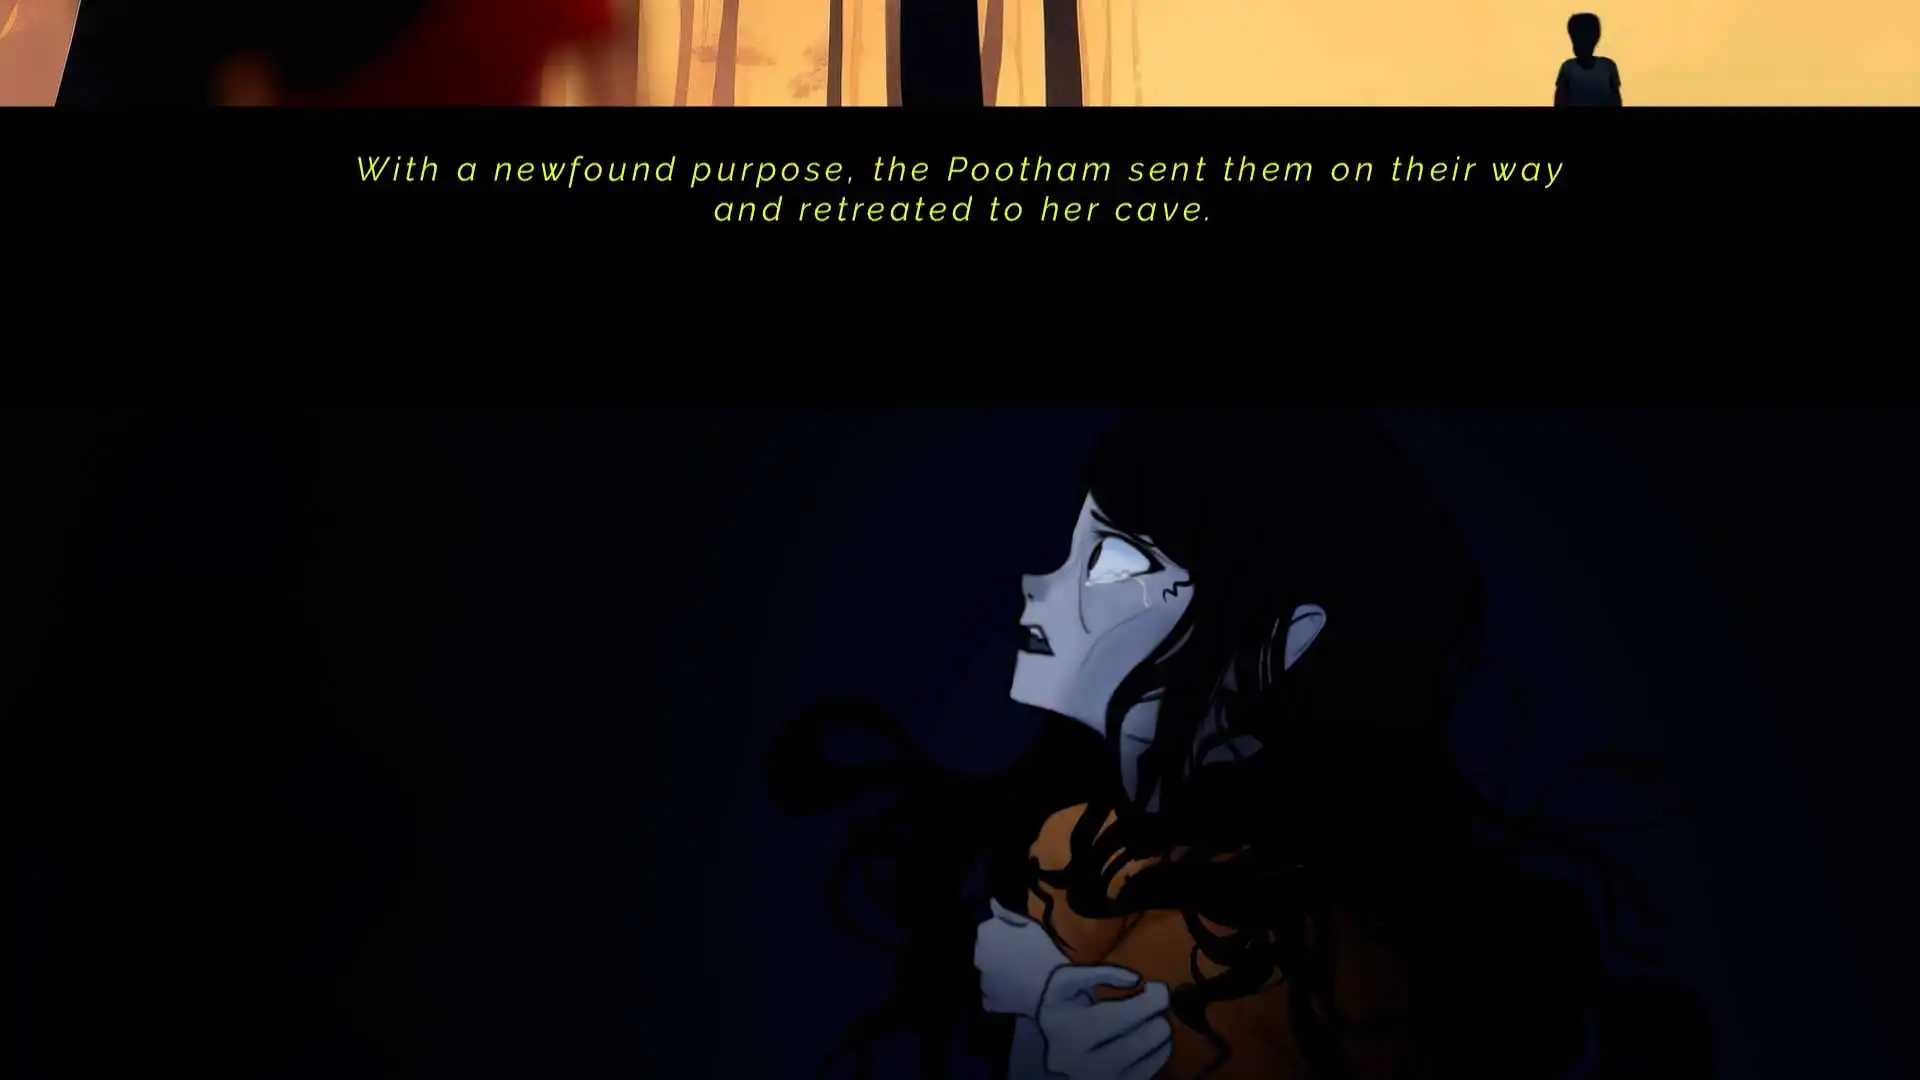 With a newfound purpose, the Pootham sent them on their way
and retreated to her cave.